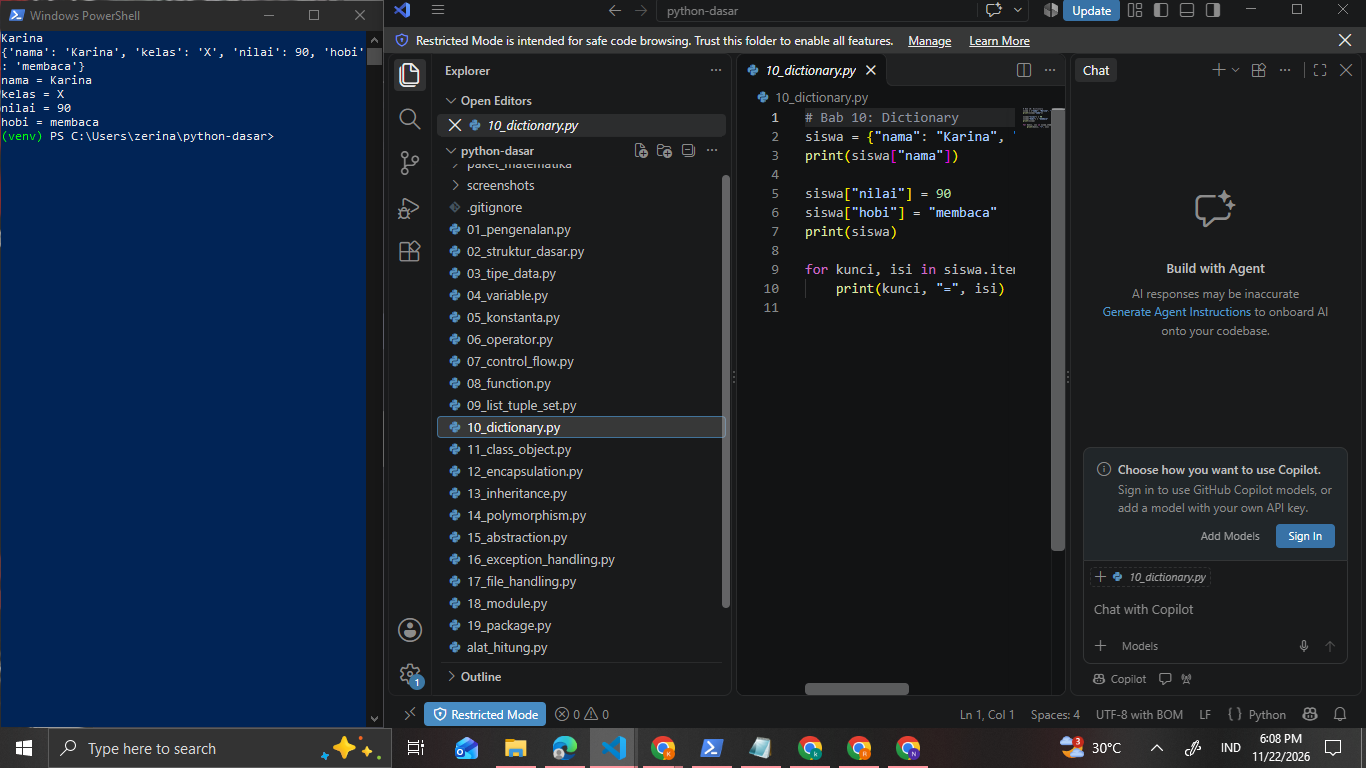 Windows PowerShell
Karina
{'nama': 'Karina', 'kelas': 'X', 'nilai': 90, 'hobi'
: 'membaca'}
nama = Karina
kelas = X
nilai = 90
hobi = membaca
(venv) PS C:\Users\zerina\python-dasar>
python-dasar
Update
Restricted Mode is intended for safe code browsing. Trust this folder to enable all features. Manage Learn More
Explorer
Open Editors
10_dictionary.py
python-dasar
paket_matematika
screenshots
.gitignore
01_pengenalan.py
02_struktur_dasar.py
03_tipe_data.py
04_variable.py
05_konstanta.py
06_operator.py
07_control_flow.py
08_function.py
09_list_tuple_set.py
10_dictionary.py
11_class_object.py
12_encapsulation.py
13_inheritance.py
14_polymorphism.py
15_abstraction.py
16_exception_handling.py
17_file_handling.py
18_module.py
19_package.py
alat_hitung.py
Outline
10_dictionary.py
10_dictionary.py
1 # Bab 10: Dictionary
2 siswa = {"nama": "Karina", "
3 print(siswa["nama"])
4
5 siswa["nilai"] = 90
6 siswa["hobi"] = "membaca"
7 print(siswa)
8
9 for kunci, isi in siswa.item
10 print(kunci, "=", isi)
11
Chat
Build with Agent
AI responses may be inaccurate
Generate Agent Instructions to onboard AI
onto your codebase.
Choose how you want to use Copilot.
Sign in to use GitHub Copilot models, or
add a model with your own API key.
Add Models Sign In
10_dictionary.py
Chat with Copilot
Models
Copilot
1
Restricted Mode 0 0
Ln 1, Col 1 Spaces: 4 UTF-8 with BOM LF {} Python
Type here to search
3
30°C
IND
6:08 PM
11/22/2026